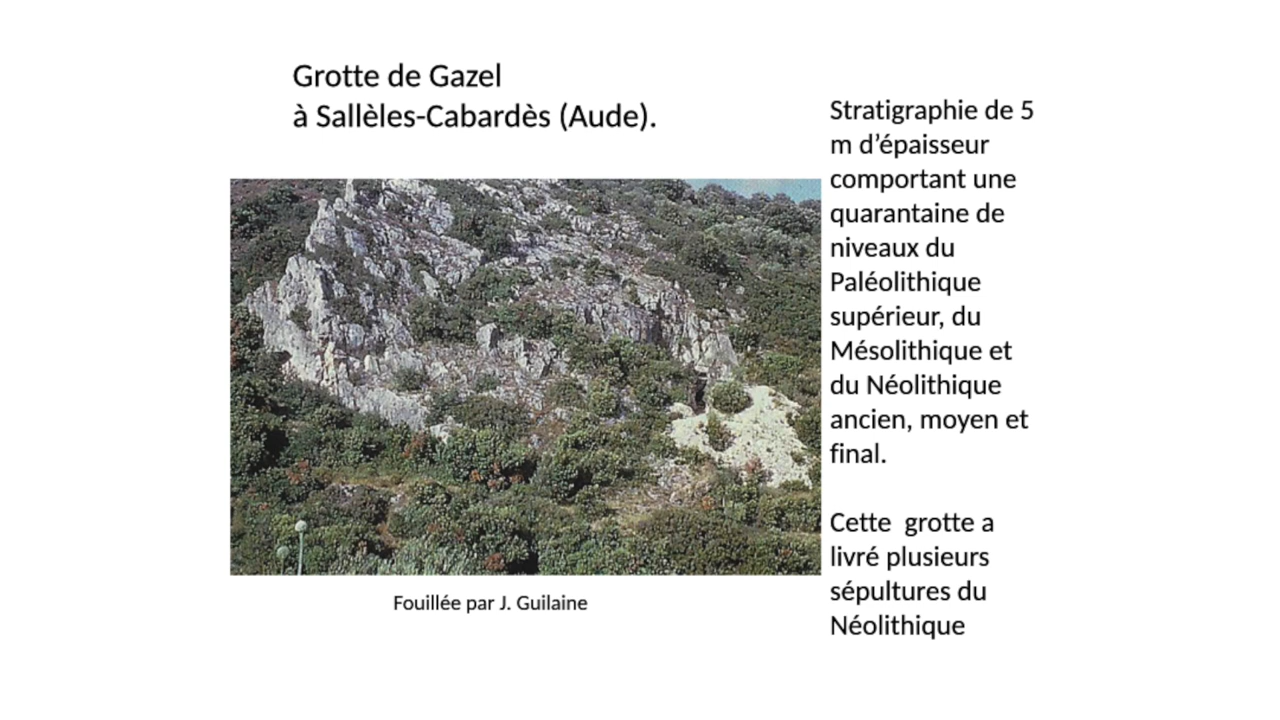 Grotte de Gazel
à Sallèles-Cabardès (Aude).
Stratigraphie de 5
m d’épaisseur
comportant une
quarantaine de
niveaux du
Paléolithique
supérieur, du
Mésolithique et
du Néolithique
ancien, moyen et
final.
Cette  grotte a
livré plusieurs
sépultures du
Néolithique
Fouillée par J. Guilaine